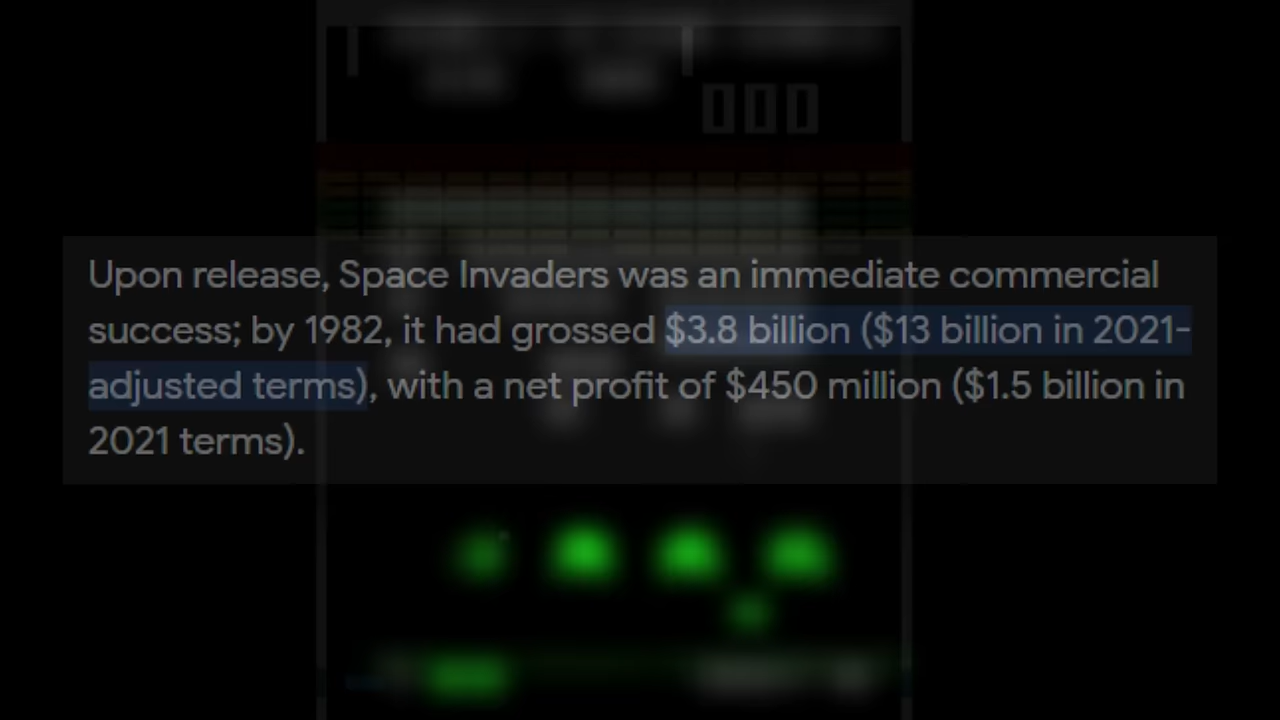 000
Upon release, Space Invaders was an immediate commercial
success; by 1982, it had grossed $3.8 billion ($13 billion in 2021-
adjusted terms), with a net profit of $450 million ($1.5 billion in
2021 terms).